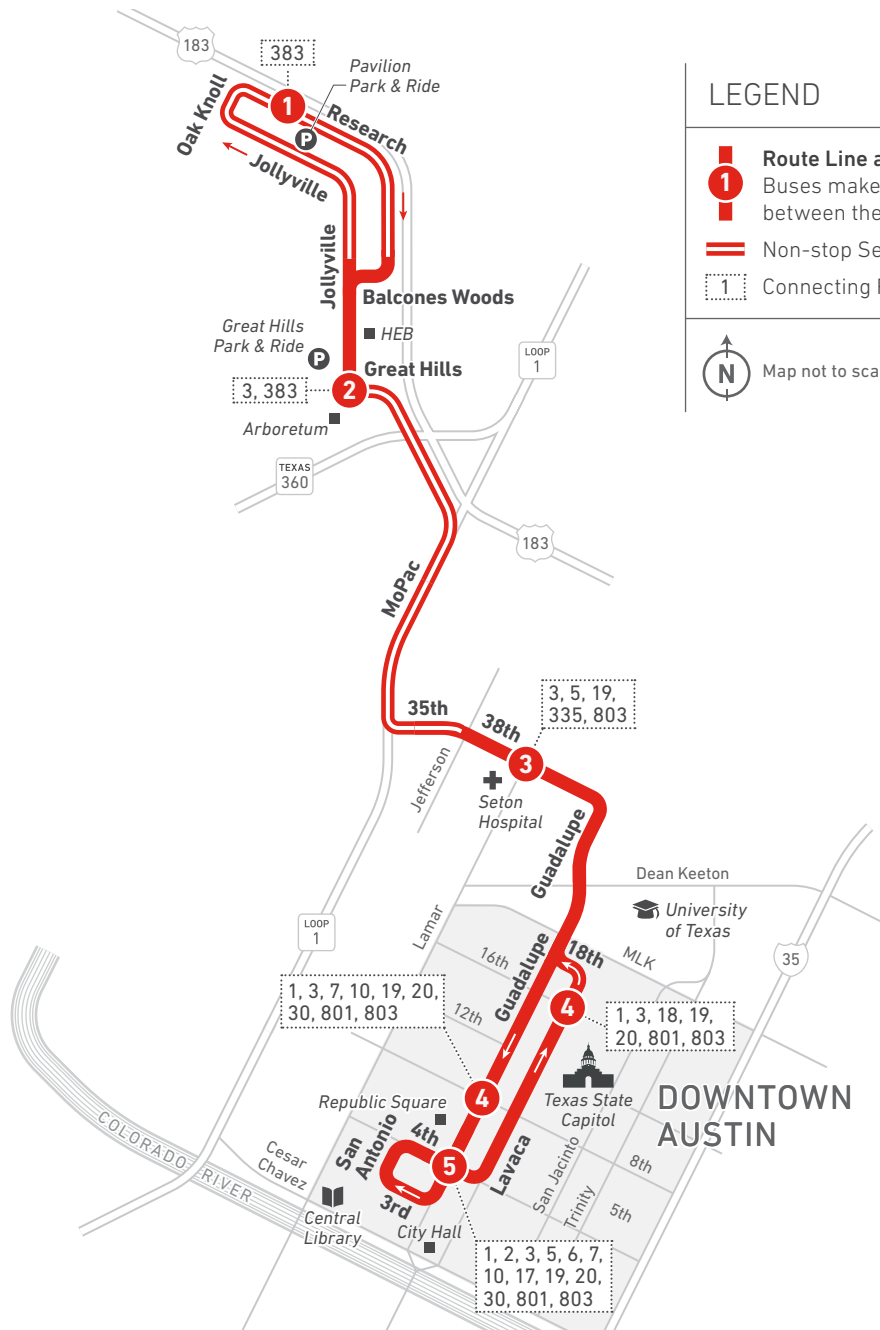 183
383
Pavilion
Park & Ride
1
P
Oak Knoll
Research
Jollyville
Jollyville
Balcones Woods
HEB
Great Hills
Park & Ride
P
Great Hills
3, 383
2
Arboretum
LOOP
1
TEXAS
360
183
MoPac
35th
38th
3, 5, 19,
335, 803
3
Jefferson
Seton
Hospital
Guadalupe
Dean Keeton
University
of Texas
LOOP
1
Lamar
MLK
35
16th
18th
Guadalupe
12th
1, 3, 7, 10, 19, 20,
30, 801, 803
4
1, 3, 18, 19,
20, 801, 803
4
Texas State
Capitol
DOWNTOWN
AUSTIN
Republic Square
COLORADO RIVER
Cesar
Chavez
San
Antonio
4th
5
3rd
Lavaca
San Jacinto
Trinity
8th
5th
Central
Library
City Hall
1, 2, 3, 5, 6, 7,
10, 17, 19, 20,
30, 801, 803
LEGEND
Route Line a
1
Buses make
between the
Non-stop Se
1
Connecting
N
Map not to sca